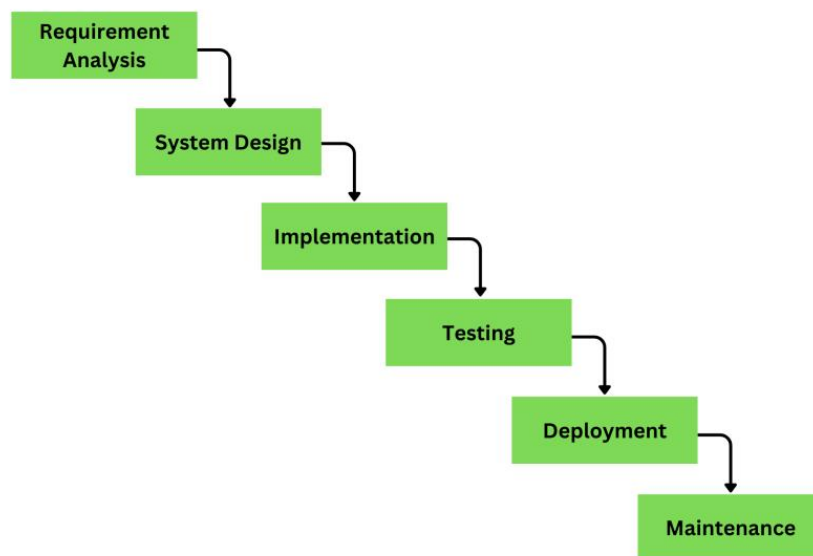 Requirement
Analysis
System Design
Implementation
Testing
Deployment
Maintenance